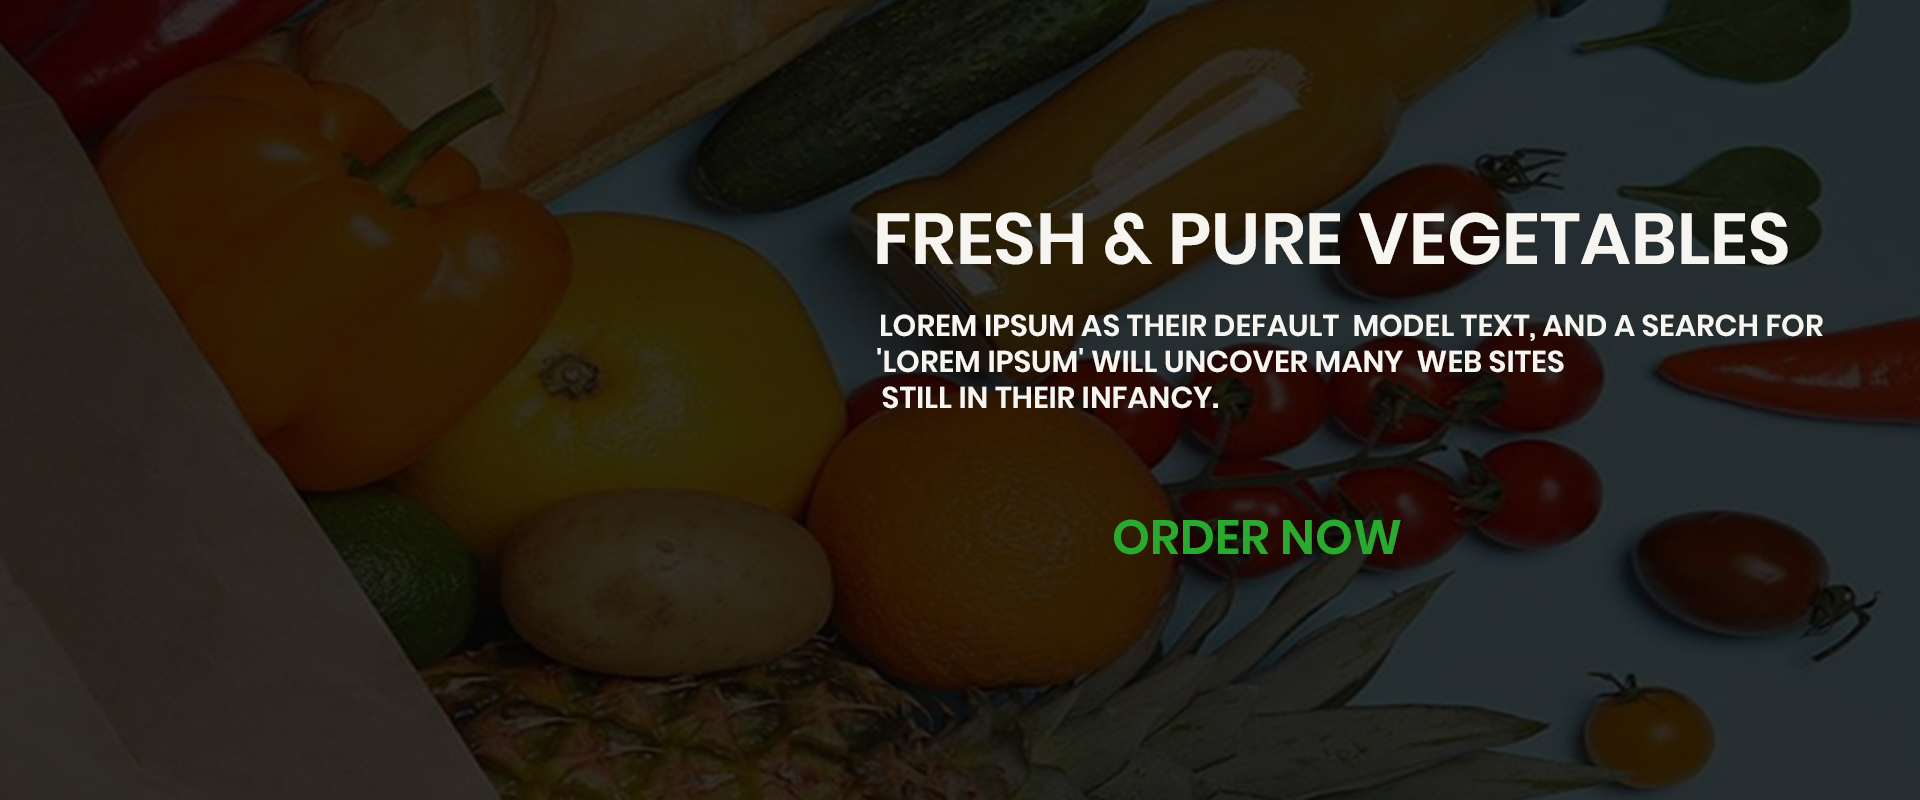 FRESH & PURE VEGETABLES
LOREM IPSUM AS THEIR DEFAULT MODEL TEXT, AND A SEARCH FOR
'LOREM IPSUM' WILL UNCOVER MANY WEB SITES
STILL IN THEIR INFANCY.
ORDER NOW